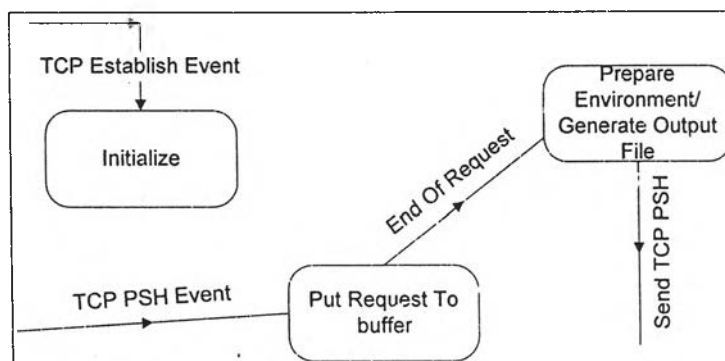 TCP Establish Event
Initialize
Prepare
Environment/
Generate Output
File
End Of Request
Send TCP PSH
TCP PSH Event
Put Request To
buffer